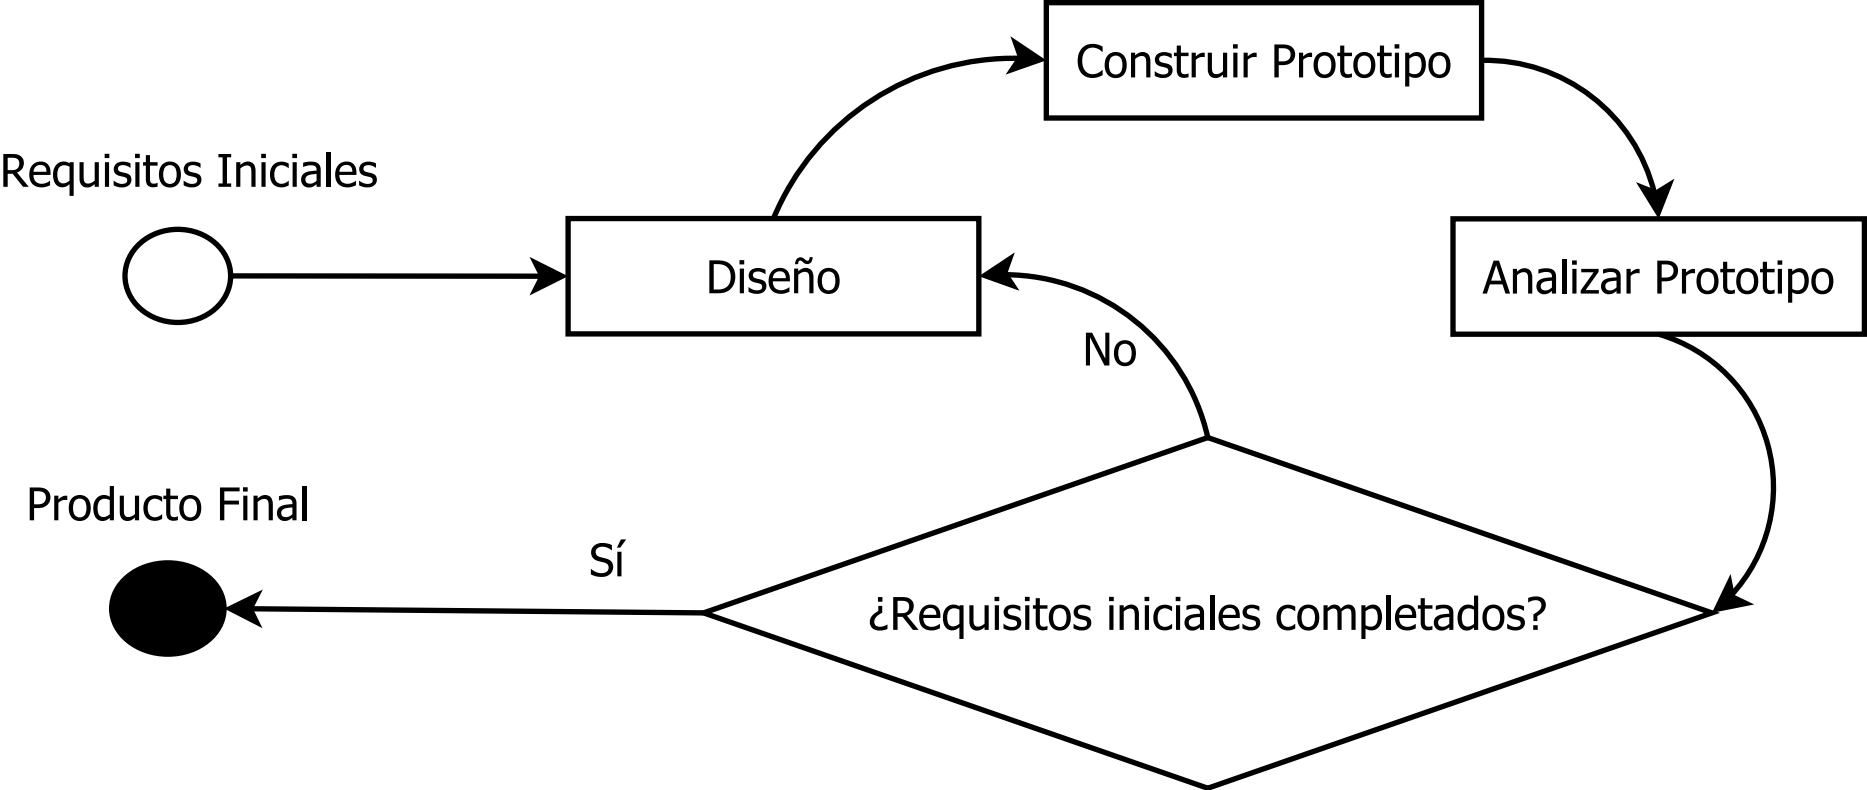 Construir Prototipo
Requisitos Iniciales
Diseño
Analizar Prototipo
No
Producto Final
Sí
¿Requisitos iniciales completados?